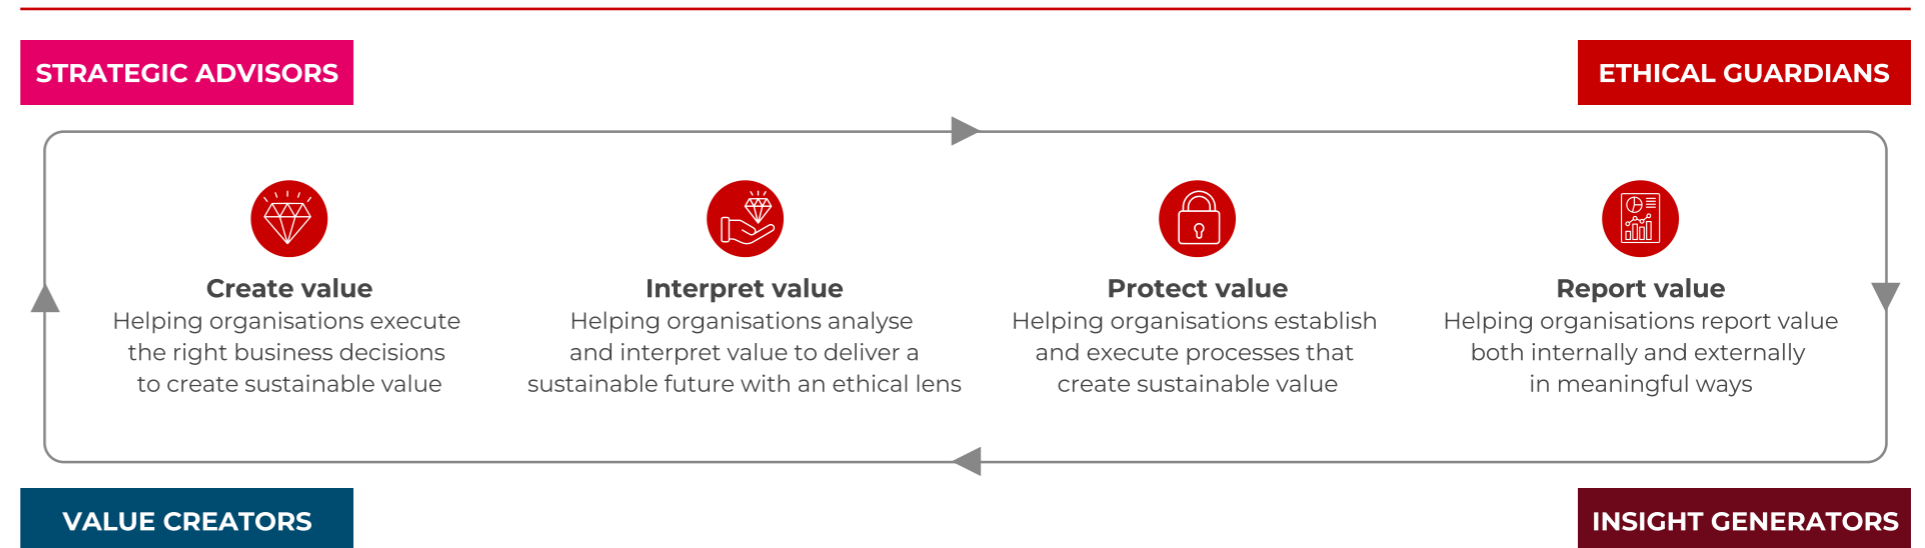 STRATEGIC ADVISORS
ETHICAL GUARDIANS
Create value
Helping organisations execute
the right business decisions
to create sustainable value
Interpret value
Helping organisations analyse
and interpret value to deliver a
sustainable future with an ethical lens
Protect value
Helping organisations establish
and execute processes that
create sustainable value
Report value
Helping organisations report value
both internally and externally
in meaningful ways
VALUE CREATORS
INSIGHT GENERATORS